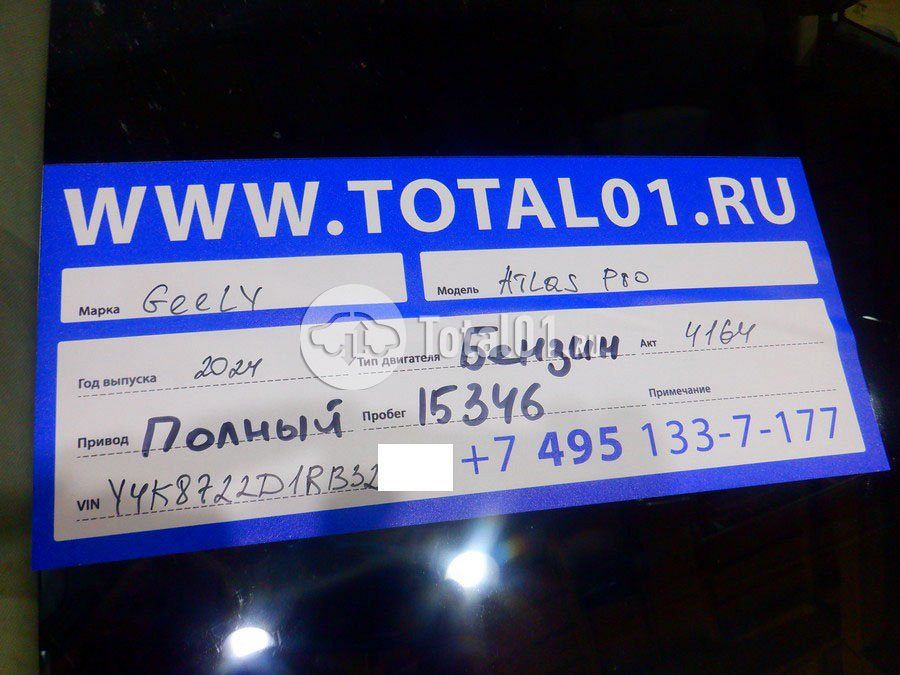 WWW.TOTAL01.RU
Марка GeeLY Модель ATLas Pro
Год выпуска 2024 Тип двигателя Бензин Акт 4164
Привод Полный Пробег 15346 Примечание
VIN Y4K8722D1RB32 +7 495 133-7-177
Total01.ru